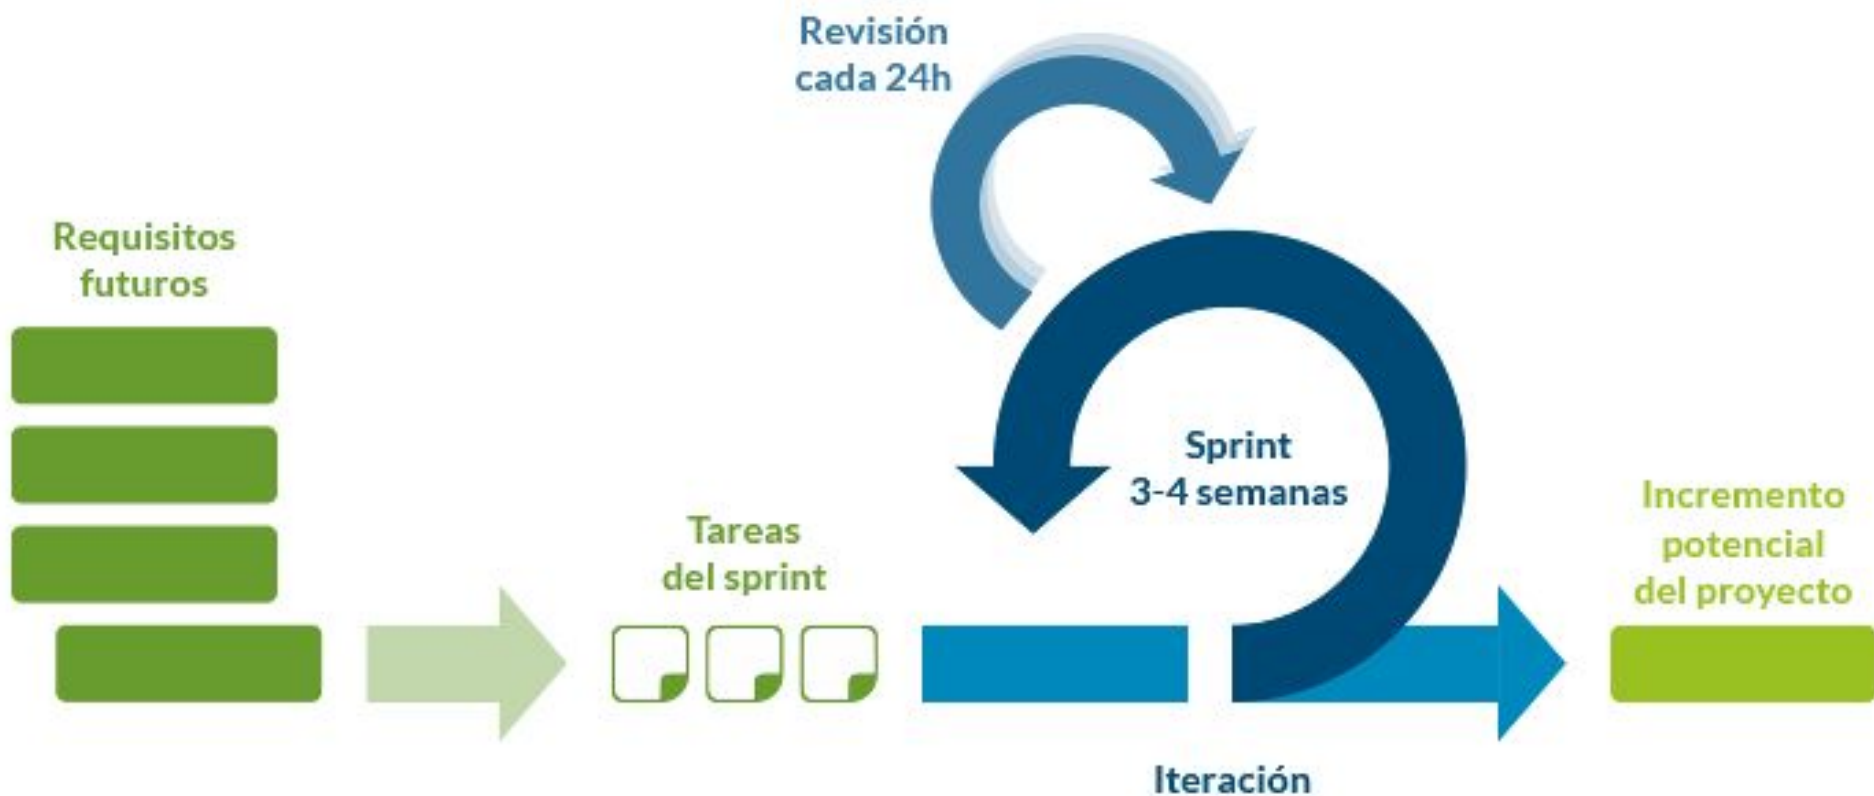 Revisión
cada 24h
Requisitos
futuros
Tareas
del sprint
Sprint
3-4 semanas
Incremento
potencial
del proyecto
Iteración